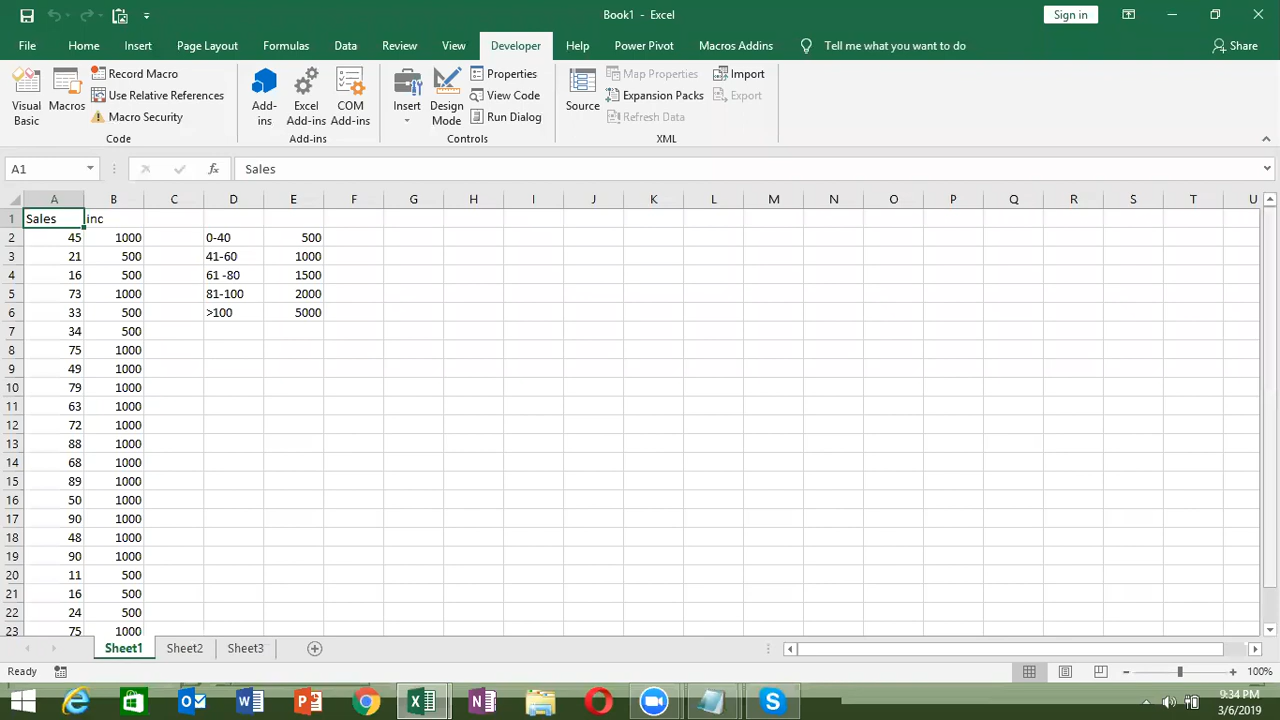 Book1 - Excel
Sign in
File Home Insert Page Layout Formulas Data Review View Developer Help Power Pivot Macros Addins Tell me what you want to do Share
Visual Basic
Macros
Record Macro
Use Relative References
Macro Security
Code
Add-ins
Excel Add-ins
COM Add-ins
Add-ins
Insert
Design Mode
Properties
View Code
Run Dialog
Controls
Source
Map Properties
Expansion Packs
Refresh Data
Import
Export
XML
A1 fx Sales
A B C D E F G H I J K L M N O P Q R S T U
1 Sales inc
2 45 1000 0-40 500
3 21 500 41-60 1000
4 16 500 61 -80 1500
5 73 1000 81-100 2000
6 33 500 >100 5000
7 34 500
8 75 1000
9 49 1000
10 79 1000
11 63 1000
12 72 1000
13 88 1000
14 68 1000
15 89 1000
16 50 1000
17 90 1000
18 48 1000
19 90 1000
20 11 500
21 16 500
22 24 500
23 75 1000
Sheet1 Sheet2 Sheet3
Ready 100%
9:34 PM
3/6/2019